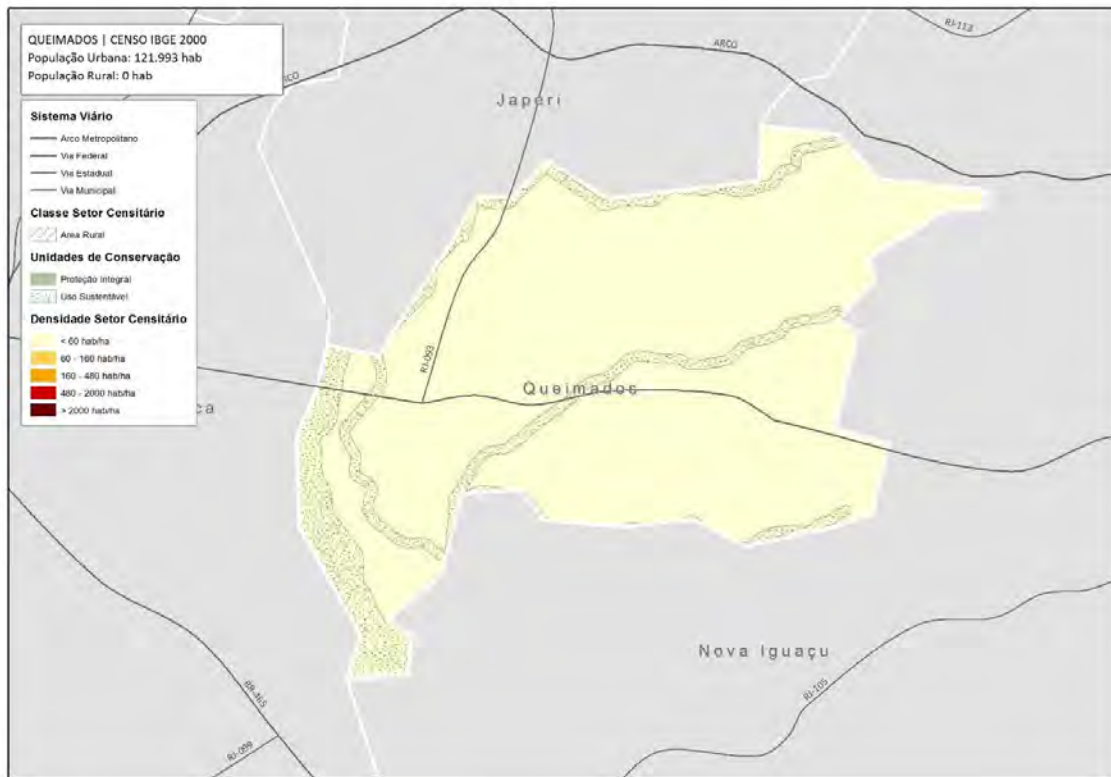 QUEIMADOS | CENSO IBGE 2000
População Urbana: 121.993 hab
População Rural: 0 hab
Sistema Viário
Arco Metropolitano
Via Federal
Via Estadual
Via Municipal
Classe Setor Censitário
Area Rural
Unidades de Conservação
Proteção Integral
Uso Sustentável
Densidade Setor Censitário
< 60 hab/ha
60 - 160 hab/ha
160 - 480 hab/ha
480 - 2000 hab/ha
> 2000 hab/ha
RJ-113
ARCO
Japeri
RJ-093
Queimados
ca
Nova Iguaçu
RJ-105
BR-465
RJ-099